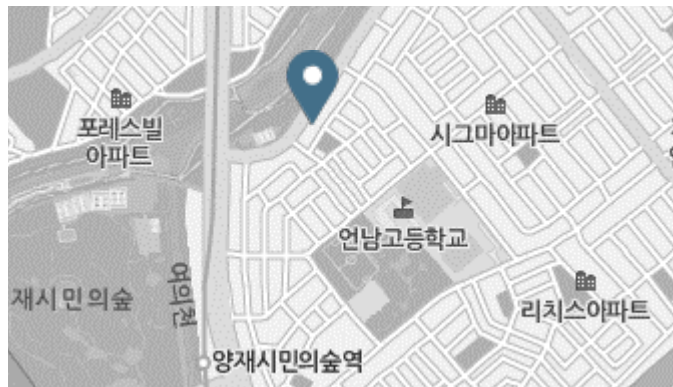 포레스빌
아파트
시그마아파트
언남고등학교
여의천
재시민의숲
리치스아파트
양재시민의숲역